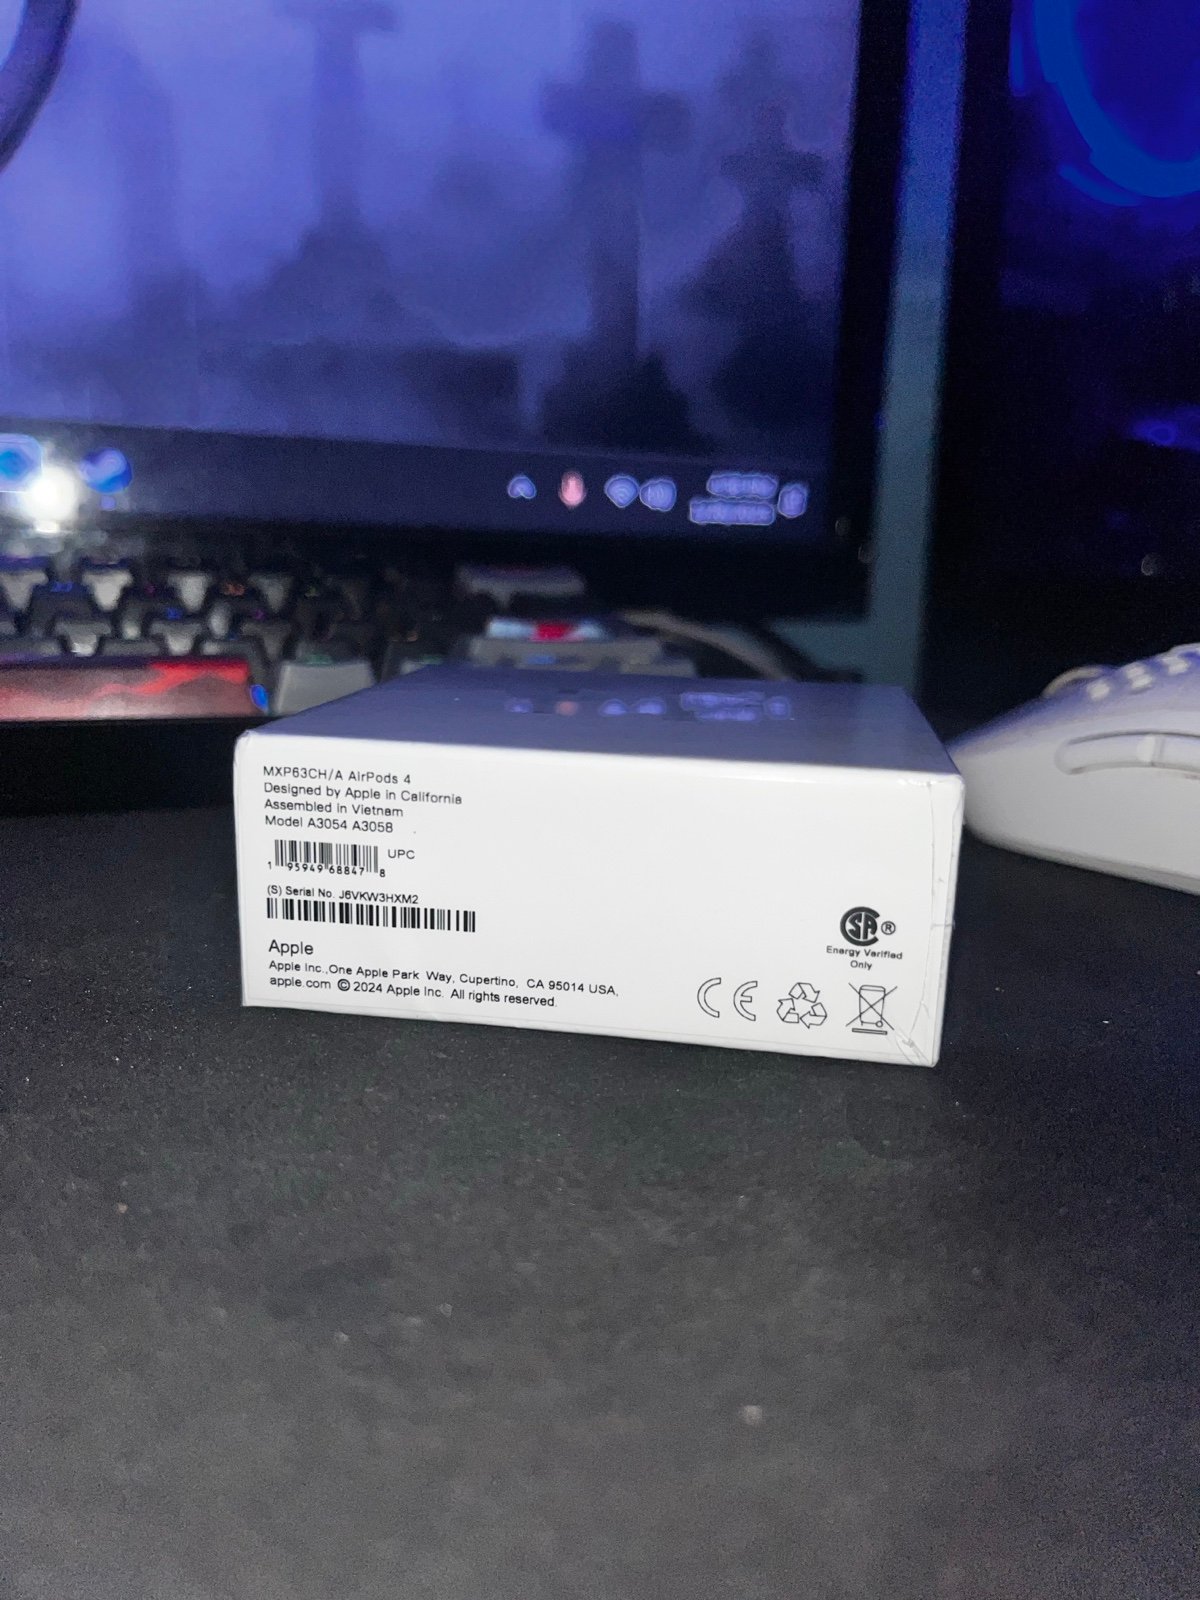 MXP63CH/A AirPods 4
Designed by Apple in California
Assembled in Vietnam
Model A3054 A3058
UPC
1 95949 68847 8
(S) Serial No. J6VKW3HXM2
Apple
Apple Inc.,One Apple Park Way, Cupertino, CA 95014 USA,
apple.com © 2024 Apple Inc. All rights reserved.
SA ®
Energy Verified
Only
CE